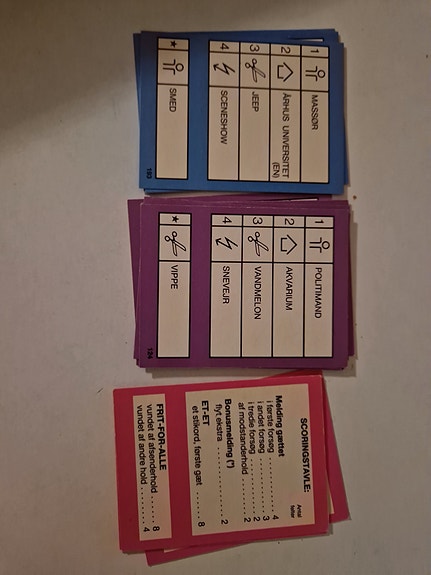 1 MASSØR
2 ÅRHUS UNIVERSITET
(EN)
3 JEEP
4 SCENESHOW
★ SMED
193
1 POLITIMAND
2 AKVARIUM
3 VANDMELON
4 SNEVEJR
★ VIPPE
194
SCORINGSTAVLE:
Antal
felter
Melding gættet
i første forsøg ........ 4
i andet forsøg ........ 3
i tredie forsøg ........ 2
af modstanderhold .... 2
Bonusmelding (*)
flyt ekstra .......... 2
ET-ET
et stikord, første gæt ........ 8
FRIT-FOR-ALLE
vundet af afsenderhold .... 8
vundet af andre hold ...... 4